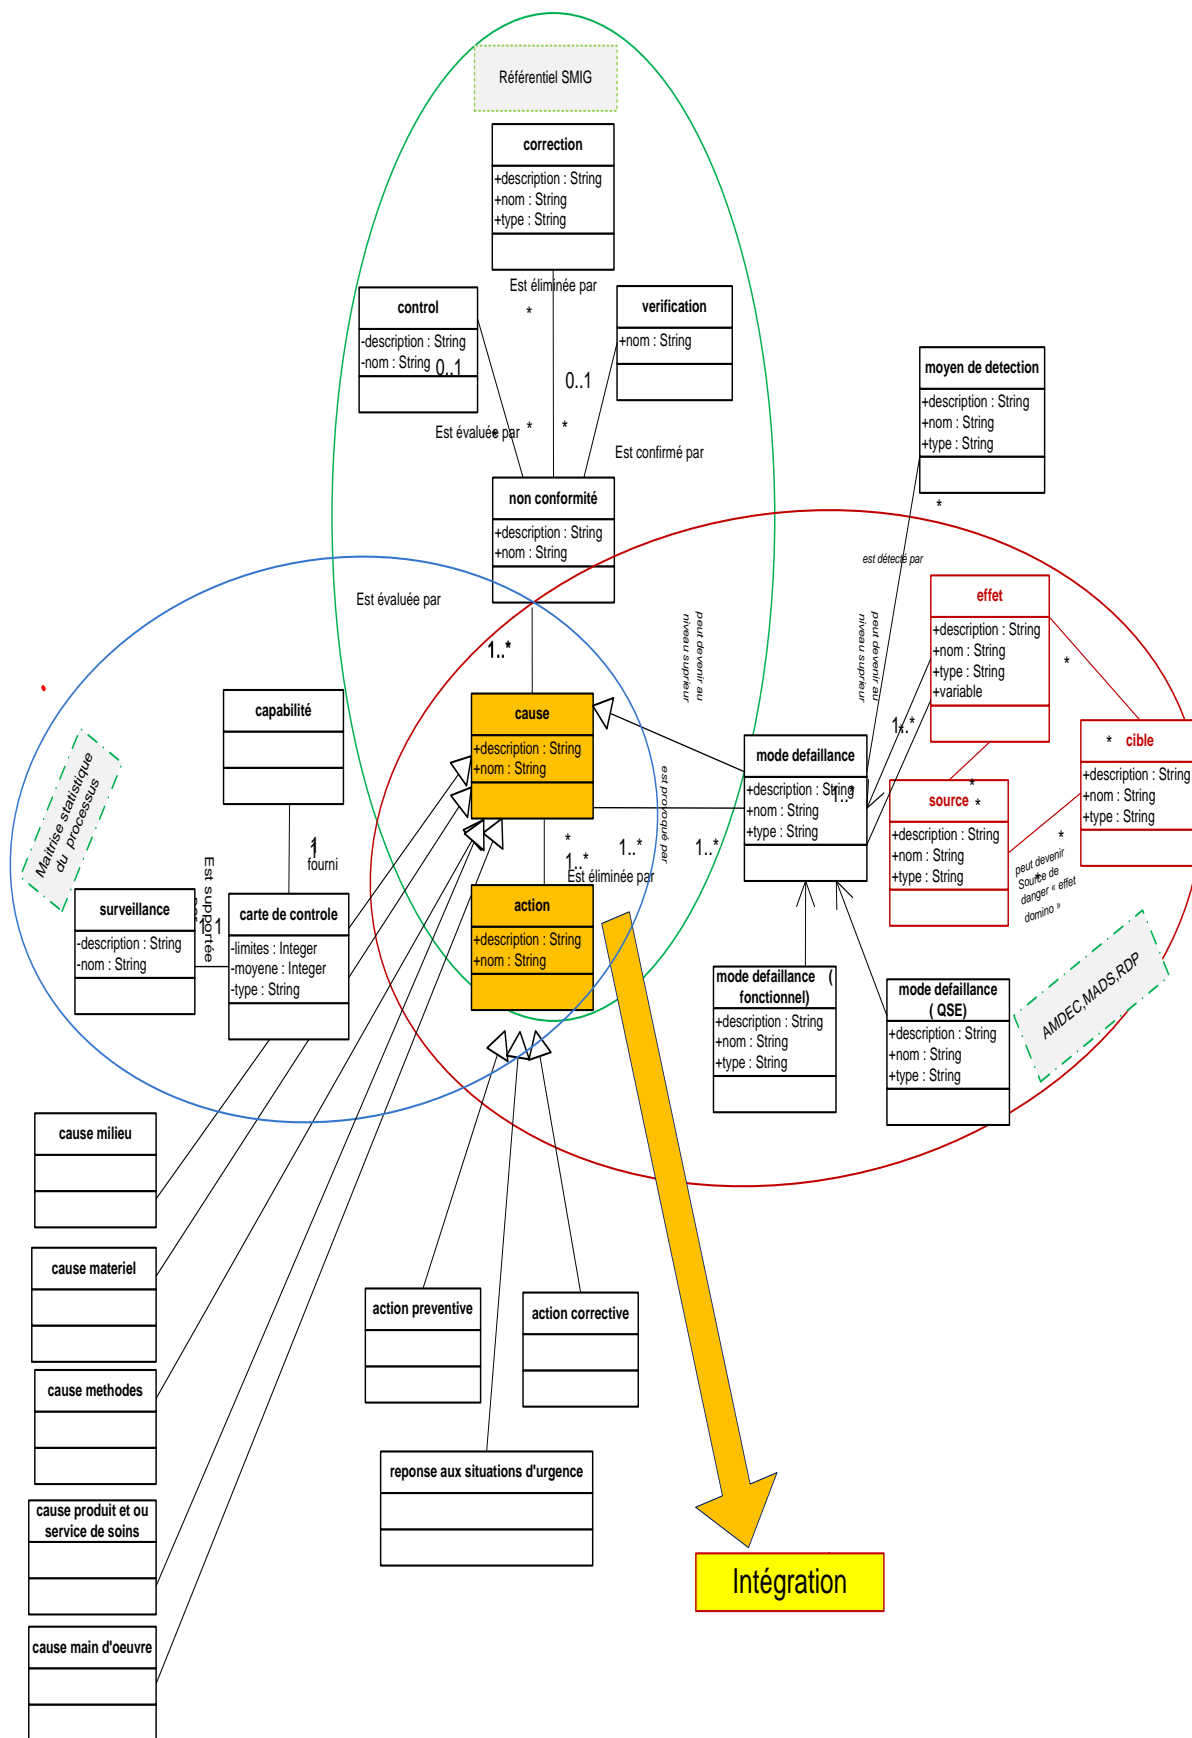 Référentiel SMIG
correction
+description : String
+nom : String
+type : String
Est éliminée par
*
control
-description : String
-nom : String
0..1
verification
+nom : String
0..1
Est évaluée par
*
*
*
Est confirmé par
moyen de detection
+description : String
+nom : String
+type : String
*
est détecté par
non conformité
+description : String
+nom : String
Est évaluée par
1..*
peut devenir au
niveau suprieur
peut devenir au
niveau suprieur
effet
+description : String
+nom : String
+type : String
+variable
*
1..*
capabilité
cause
+description : String
+nom : String
mode defaillance
+description : String
+nom : String
+type : String
1..*
* cible
+description : String
+nom : String
+type : String
source
*
*
+description : String
+nom : String
+type : String
*
peut devenir
Source de
danger « effet
domino »
*
Maitrise statistique
du processus
1
fourni
est provoqué par
*
1..*
1..*
1..*
Est éliminée par
Est supportée
1
1
surveillance
-description : String
-nom : String
carte de controle
-limites : Integer
-moyene : Integer
-type : String
action
+description : String
+nom : String
mode defaillance (
fonctionnel)
+description : String
+nom : String
+type : String
mode defaillance
( QSE)
+description : String
+nom : String
+type : String
AMDEC,MADS,RDP
cause milieu
cause materiel
cause methodes
cause produit et ou
service de soins
cause main d'oeuvre
action preventive
action corrective
reponse aux situations d'urgence
Intégration